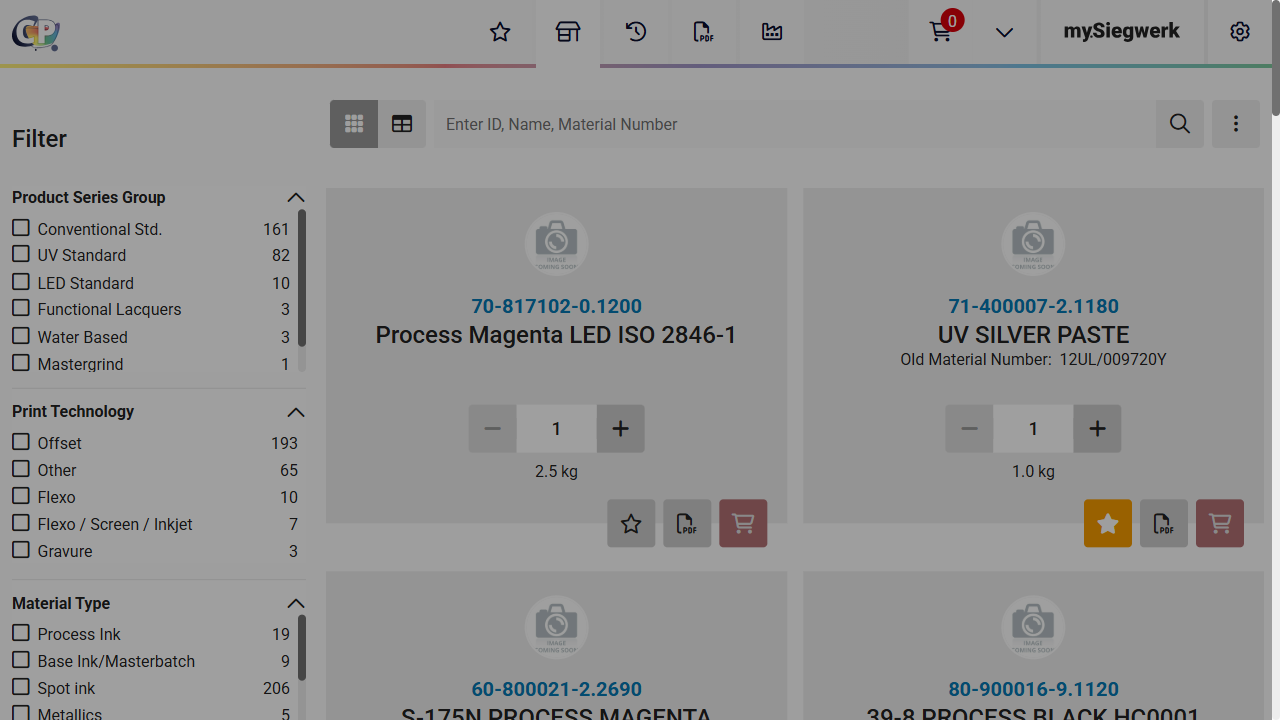 CP
PDF
0
mySiegwerk
Filter
Enter ID, Name, Material Number
Product Series Group
Conventional Std. 161
UV Standard 82
LED Standard 10
Functional Lacquers 3
Water Based 3
Mastergrind 1
Print Technology
Offset 193
Other 65
Flexo 10
Flexo / Screen / Inkjet 7
Gravure 3
Material Type
Process Ink 19
Base Ink/Masterbatch 9
Spot ink 206
Metallics 5
IMAGE
COMING SOON
70-817102-0.1200
Process Magenta LED ISO 2846-1
1
2.5 kg
PDF
IMAGE
COMING SOON
71-400007-2.1180
UV SILVER PASTE
Old Material Number: 12UL/009720Y
1
1.0 kg
PDF
IMAGE
COMING SOON
60-800021-2.2690
S-175N PROCESS MAGENTA
IMAGE
COMING SOON
80-900016-9.1120
39-8 PROCESS BLACK HC0001